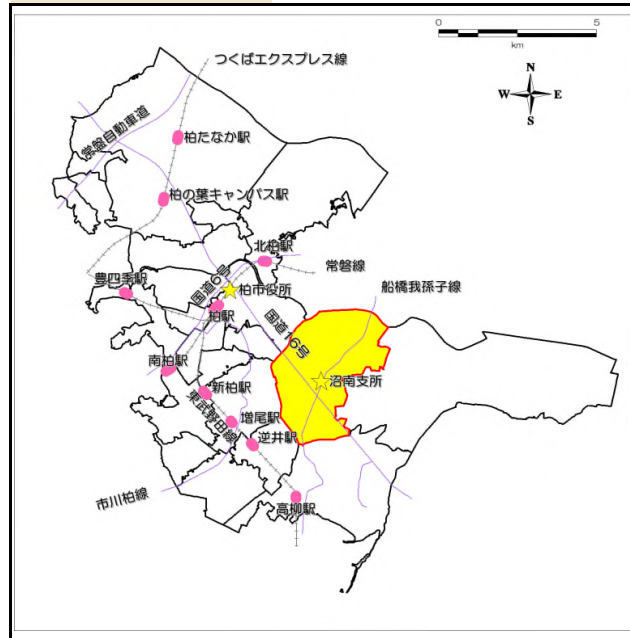 0 5
km
N
W E
S
つくばエクスプレス線
常磐自動車道
柏たなか駅
柏の葉キャンパス駅
北柏駅
常磐線
豊四季駅
国道6号
柏市役所
船橋我孫子線
柏駅
国道16号
南柏駅
沼南支所
新柏駅
東武野田線
増尾駅
逆井駅
市川柏線
高柳駅